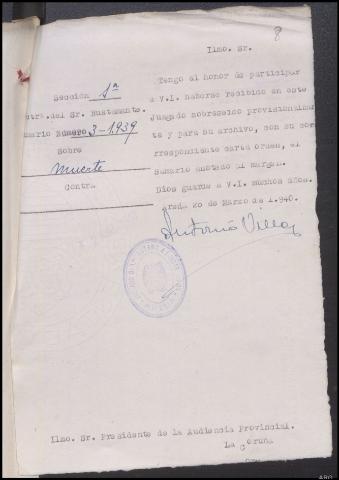 8
Ilmo. Sr.
Sección 1ª
del Sr. Bustamante.
Número 3-1939
Sobre
Muerte
Contra
Tengo el honor de participar
a V.I. haberse recibido en este
Juzgado sobreseido provisionalmen
te y para su archivo, con su cor
respondiente carta orden, el
sumario anotado al margen.
Dios guarde a V.I. muchos años.
20 de Marzo de 1.940.
Antonio Villa
Ilmo. Sr. Presidente de la Audiencia Provincial.
La Coruña